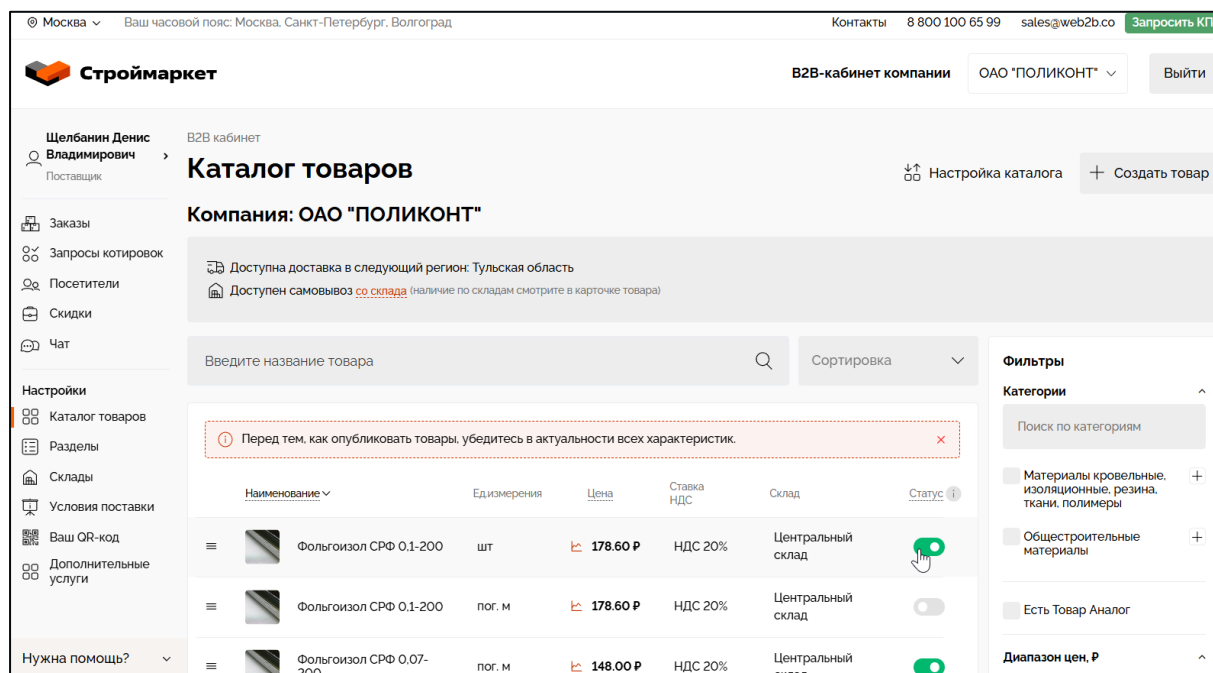 Москва
Ваш часовой пояс: Москва, Санкт-Петербург, Волгоград
Контакты
8 800 100 65 99
sales@web2b.co
Запросить КП
Строймаркет
B2B-кабинет компании
ОАО "ПОЛИКОНТ"
Выйти
Щелбанин Денис
Владимирович
Поставщик
Заказы
Запросы котировок
Посетители
Скидки
Чат
Настройки
Каталог товаров
Разделы
Склады
Условия поставки
Ваш QR-код
Дополнительные
услуги
Нужна помощь?
B2B кабинет
Каталог товаров
Настройка каталога
Создать товар
Компания: ОАО "ПОЛИКОНТ"
Доступна доставка в следующий регион: Тульская область
Доступен самовывоз со склада (наличие по складам смотрите в карточке товара)
Введите название товара
Сортировка
Перед тем, как опубликовать товары, убедитесь в актуальности всех характеристик.
Наименование
Ед.измерения
Цена
Ставка
НДС
Склад
Статус
Фольгоизол СРФ 0,1-200
шт
178.60 ₽
НДС 20%
Центральный
склад
Фольгоизол СРФ 0,1-200
пог. м
178.60 ₽
НДС 20%
Центральный
склад
Фольгоизол СРФ 0,07-
200
пог. м
148.00 ₽
НДС 20%
Центральный
склад
Фильтры
Категории
Поиск по категориям
Материалы кровельные,
изоляционные, резина,
ткани, полимеры
Общестроительные
материалы
Есть Товар Аналог
Диапазон цен, ₽